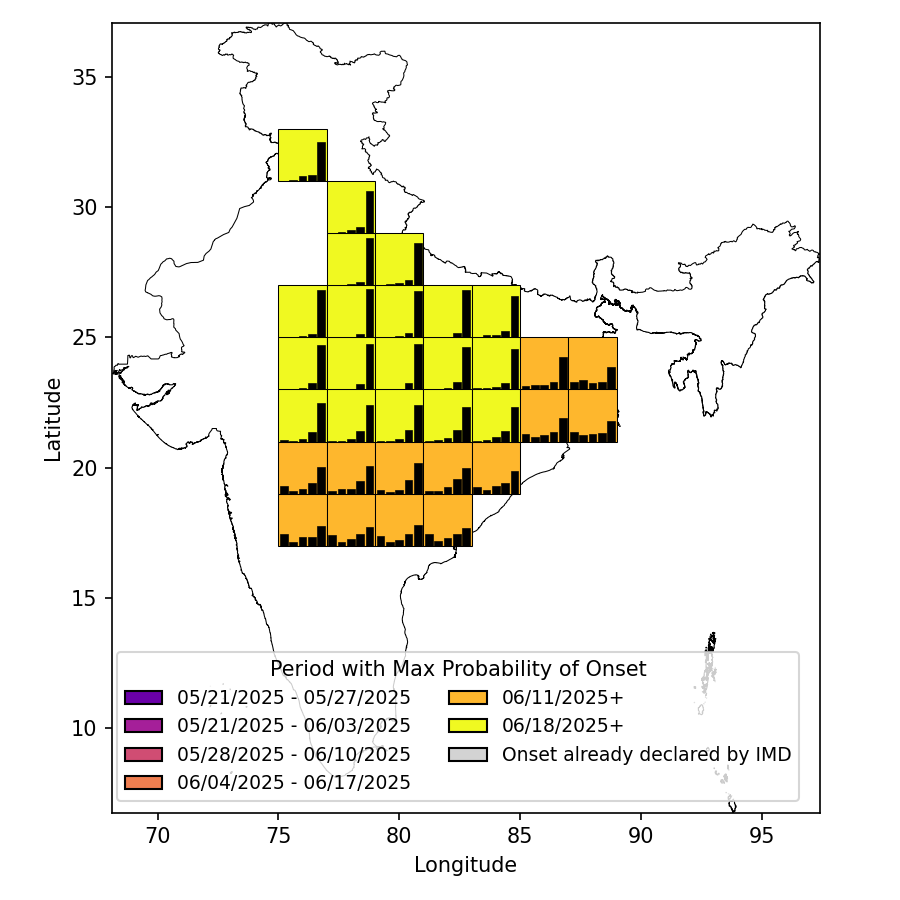 35
30
25
20
15
10
Latitude
Period with Max Probability of Onset
05/21/2025 - 05/27/2025
05/21/2025 - 06/03/2025
05/28/2025 - 06/10/2025
06/04/2025 - 06/17/2025
06/11/2025+
06/18/2025+
Onset already declared by IMD
70 75 80 85 90 95
Longitude